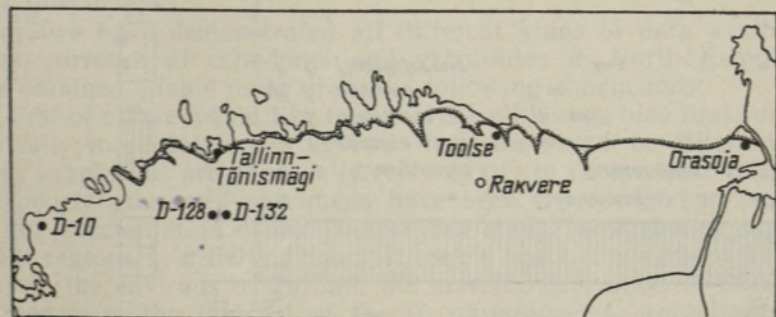 Tallinn-
Tõnismägi
Toolse
Orasoja
Rakvere
D-10
D-128
D-132